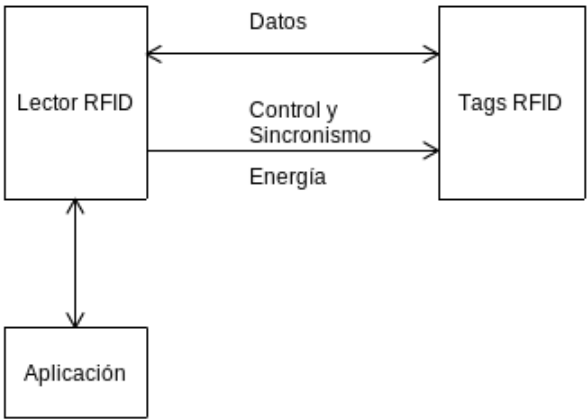 Datos
Lector RFID
Tags RFID
Control y
Sincronismo
Energía
Aplicación